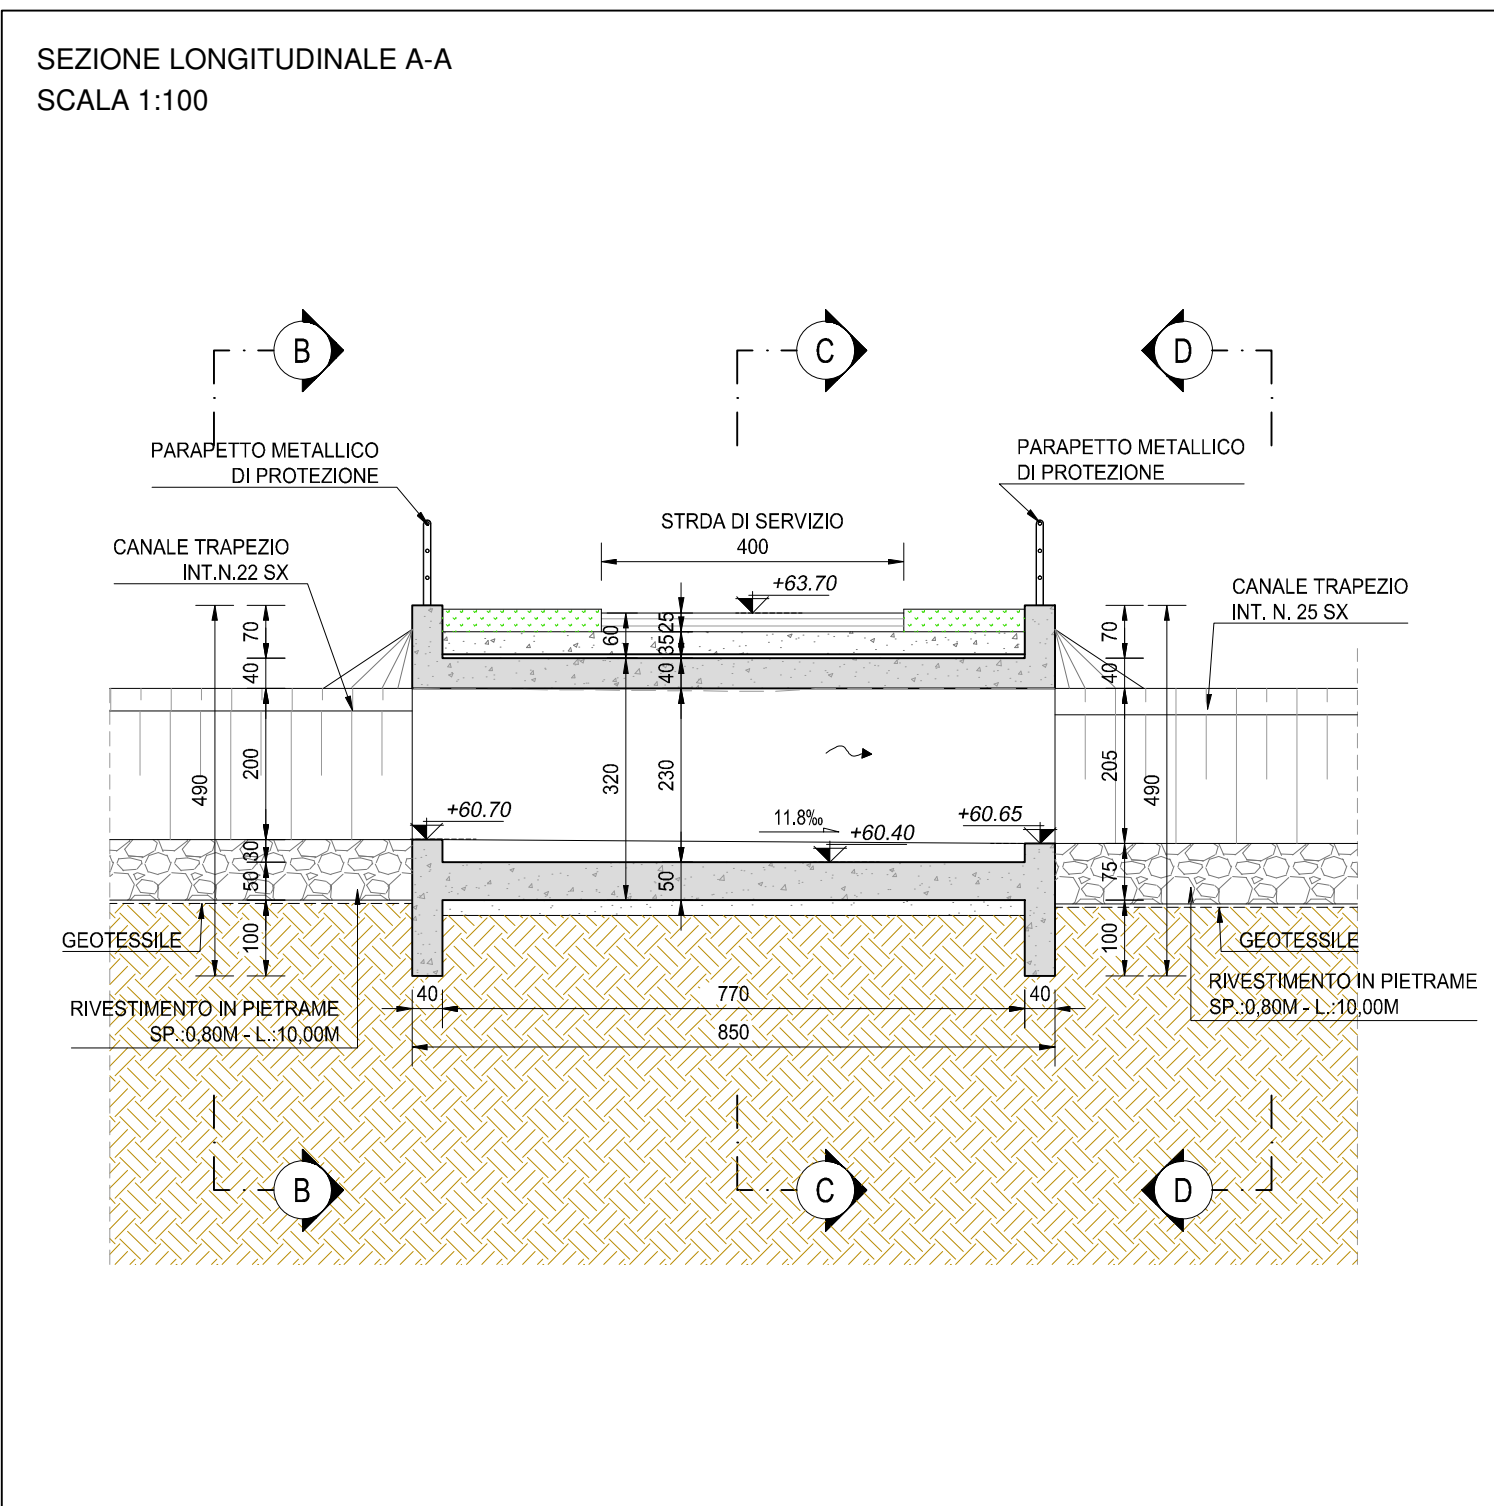 SEZIONE LONGITUDINALE A-A
SCALA 1:100
B
C
D
PARAPETTO METALLICO
DI PROTEZIONE
PARAPETTO METALLICO
DI PROTEZIONE
STRDA DI SERVIZIO
400
CANALE TRAPEZIO
INT.N.22 SX
+63.70
CANALE TRAPEZIO
INT. N. 25 SX
70
60
25
35
70
40
40
40
490
200
320
230
205
490
+60.70
11.8‰
+60.40
+60.65
30
50
50
75
100
100
GEOTESSILE
GEOTESSILE
RIVESTIMENTO IN PIETRAME
SP.:0,80M - L.:10,00M
40
770
40
RIVESTIMENTO IN PIETRAME
SP.:0,80M - L.:10,00M
850
B
C
D